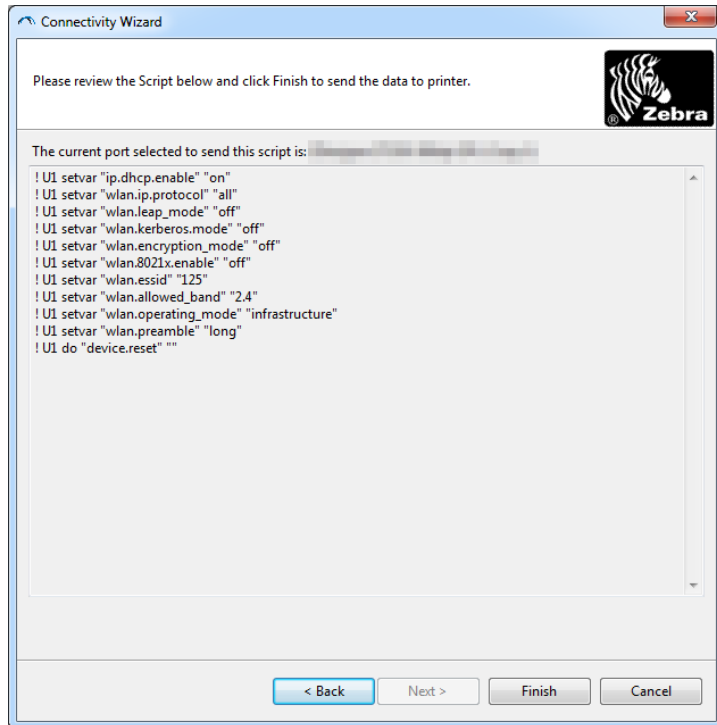 Connectivity Wizard
Please review the Script below and click Finish to send the data to printer.
® Zebra
The current port selected to send this script is:
! U1 setvar "ip.dhcp.enable" "on"
! U1 setvar "wlan.ip.protocol" "all"
! U1 setvar "wlan.leap_mode" "off"
! U1 setvar "wlan.kerberos.mode" "off"
! U1 setvar "wlan.encryption_mode" "off"
! U1 setvar "wlan.8021x.enable" "off"
! U1 setvar "wlan.essid" "125"
! U1 setvar "wlan.allowed_band" "2.4"
! U1 setvar "wlan.operating_mode" "infrastructure"
! U1 setvar "wlan.preamble" "long"
! U1 do "device.reset" ""
< Back Next > Finish Cancel